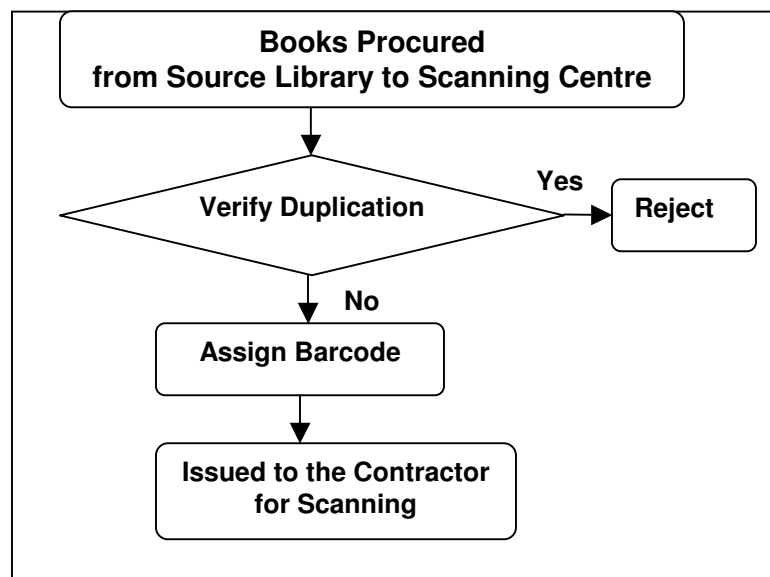 Books Procured
from Source Library to Scanning Centre
Verify Duplication
Yes
Reject
No
Assign Barcode
Issued to the Contractor
for Scanning